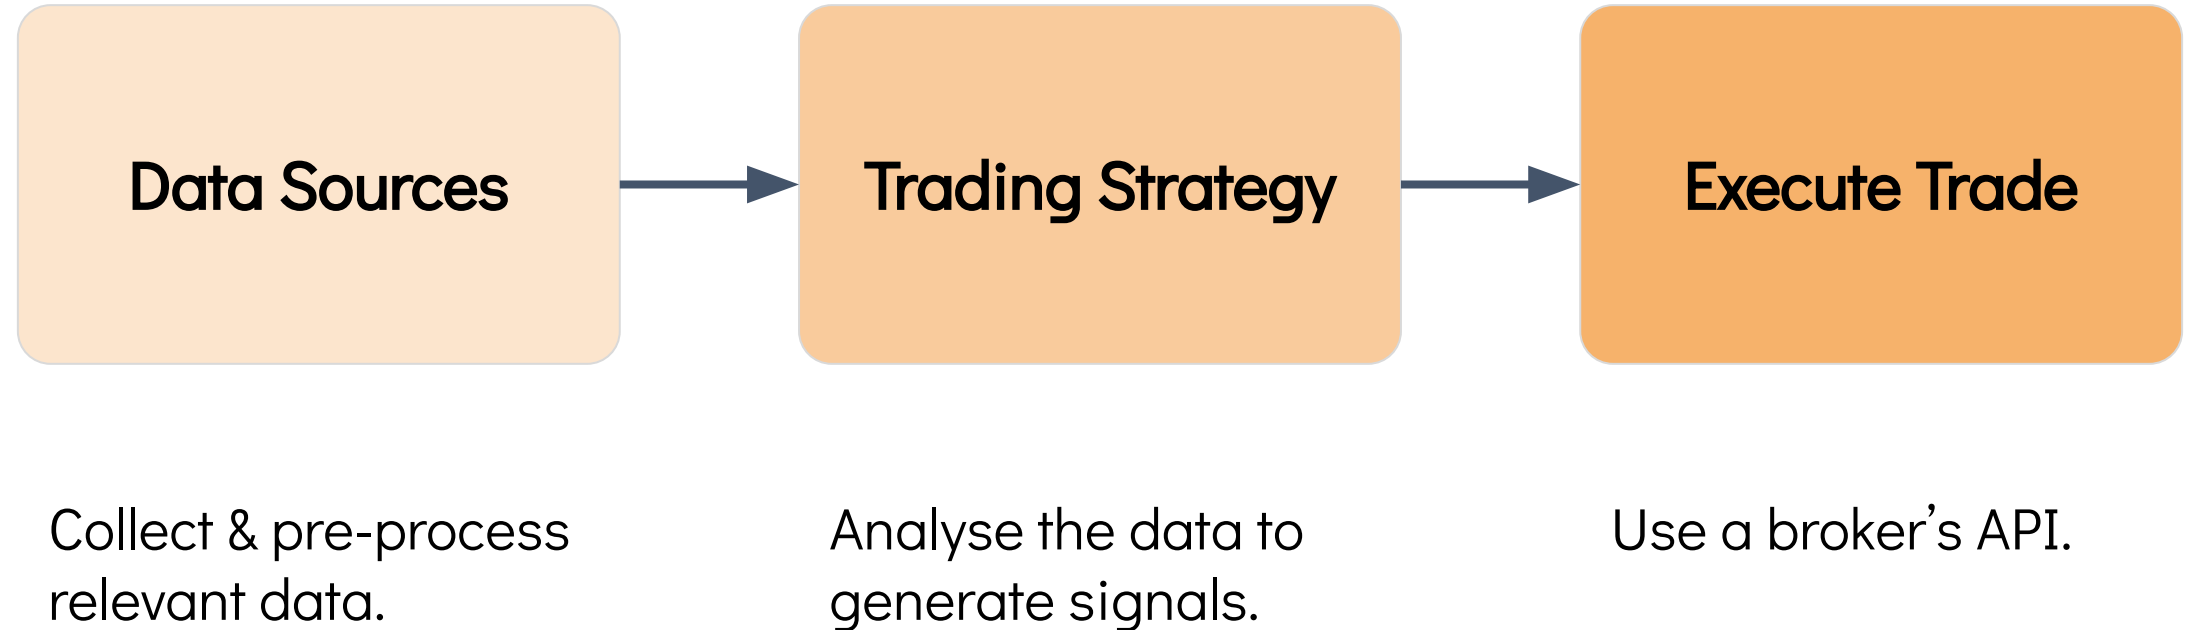 Data Sources
Trading Strategy
Execute Trade
Collect & pre-process
relevant data.
Analyse the data to
generate signals.
Use a broker’s API.